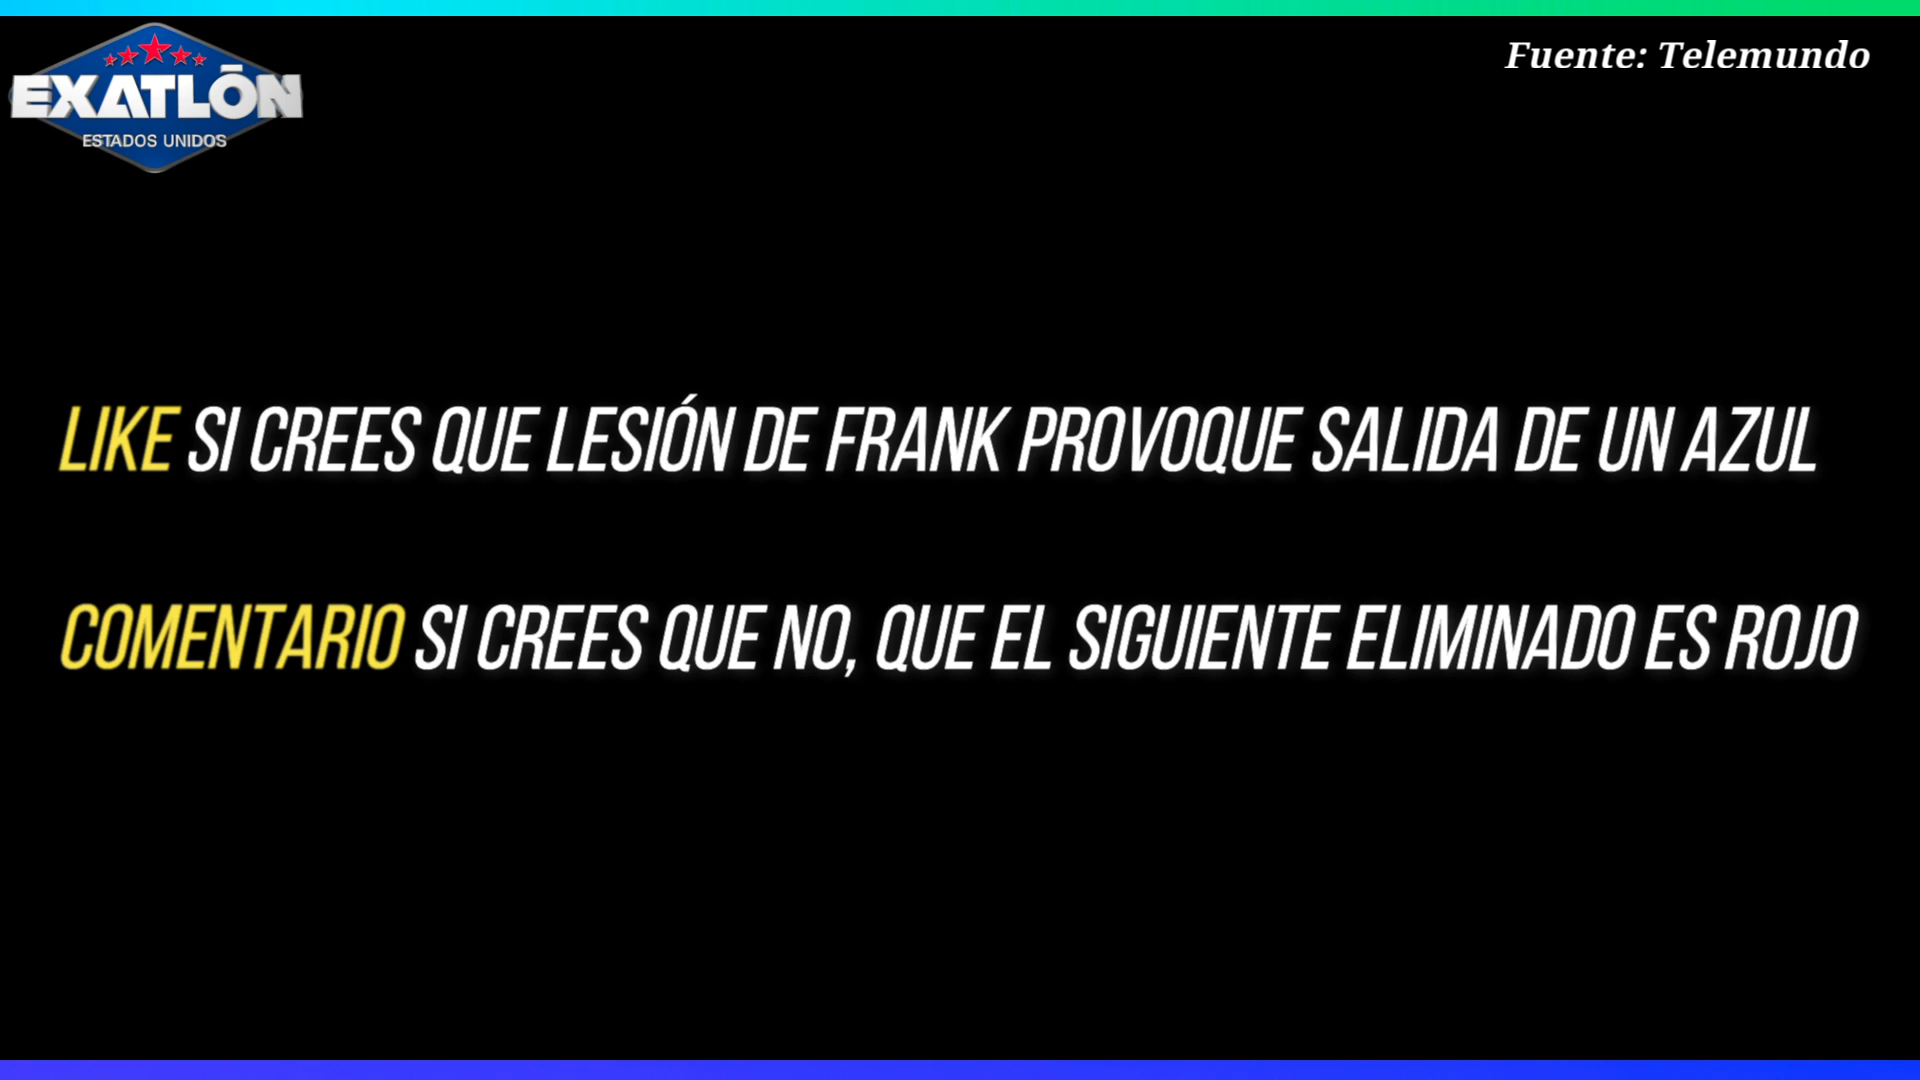 EXATLŌN
ESTADOS UNIDOS
Fuente: Telemundo
LIKE SI CREES QUE LESIÓN DE FRANK PROVOQUE SALIDA DE UN AZUL
COMENTARIO SI CREES QUE NO, QUE EL SIGUIENTE ELIMINADO ES ROJO